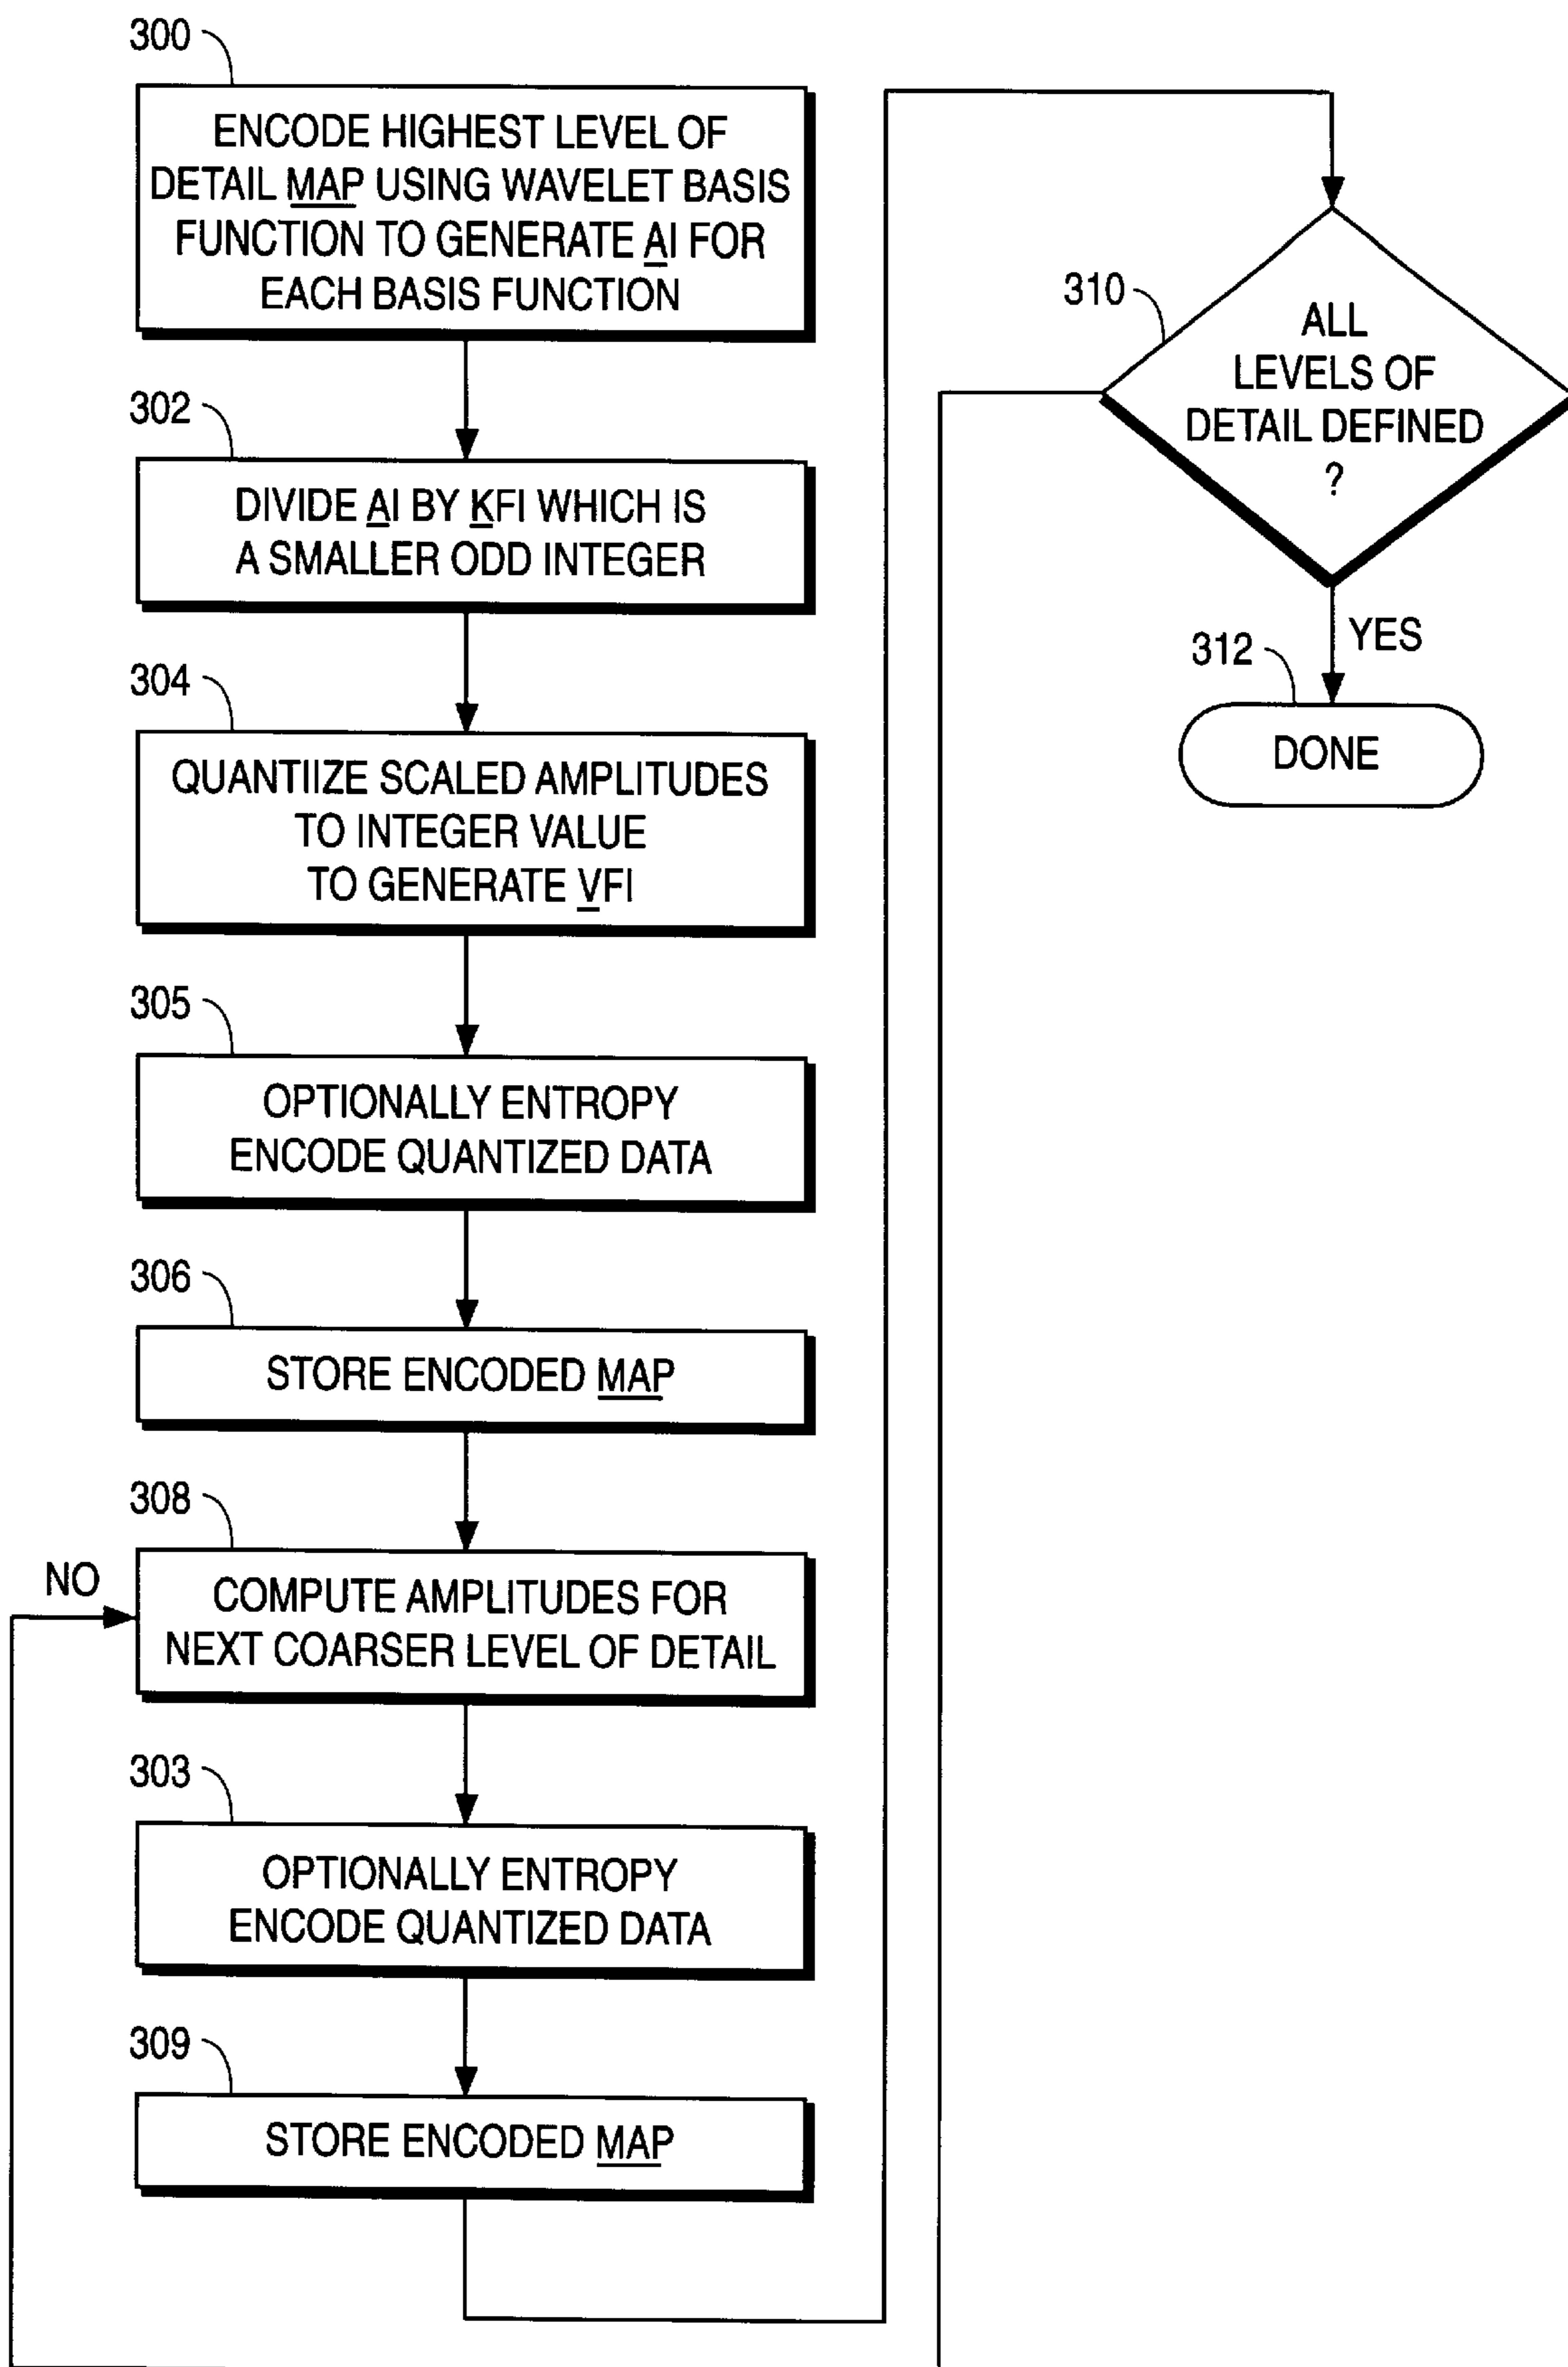 300
ENCODE HIGHEST LEVEL OF
DETAIL MAP USING WAVELET BASIS
FUNCTION TO GENERATE AI FOR
EACH BASIS FUNCTION
302
DIVIDE AI BY KFI WHICH IS
A SMALLER ODD INTEGER
304
QUANTIIZE SCALED AMPLITUDES
TO INTEGER VALUE
TO GENERATE VFI
305
OPTIONALLY ENTROPY
ENCODE QUANTIZED DATA
306
STORE ENCODED MAP
308
NO
COMPUTE AMPLITUDES FOR
NEXT COARSER LEVEL OF DETAIL
303
OPTIONALLY ENTROPY
ENCODE QUANTIZED DATA
309
STORE ENCODED MAP
310
ALL
LEVELS OF
DETAIL DEFINED
?
YES
312
DONE